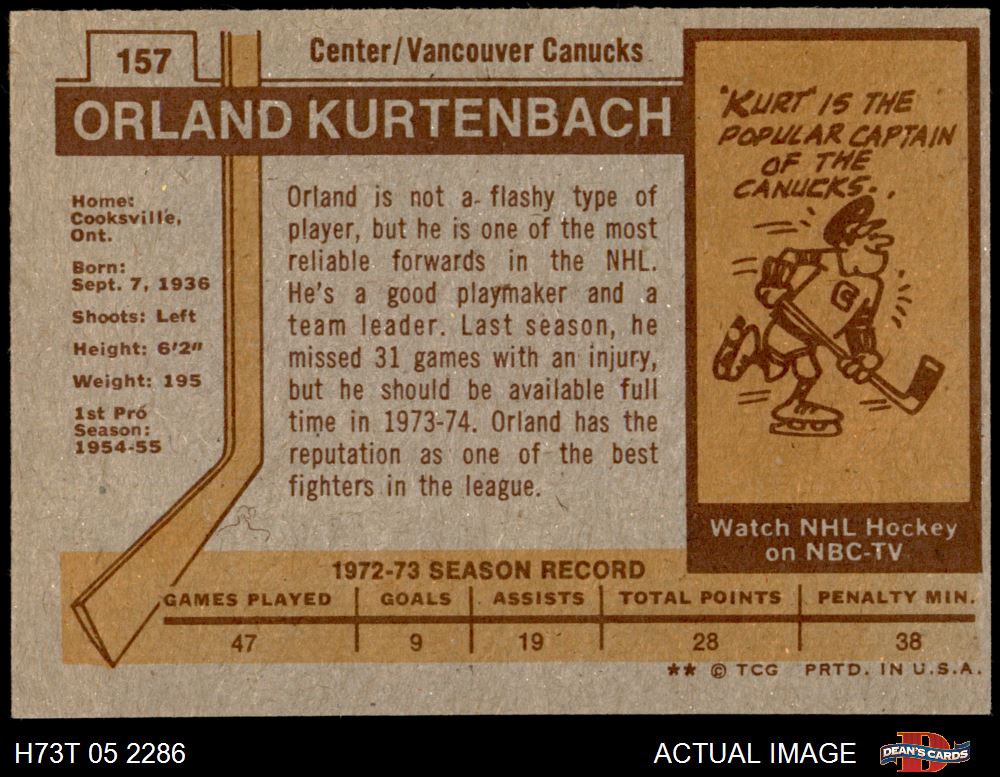 157
Center/Vancouver Canucks
ORLAND KURTENBACH
Home:
Cooksville,
Ont.
Born:
Sept. 7, 1936
Shoots: Left
Height: 6'2"
Weight: 195
1st Pro
Season:
1954-55
Orland is not a flashy type of
player, but he is one of the most
reliable forwards in the NHL.
He's a good playmaker and a
team leader. Last season, he
missed 31 games with an injury,
but he should be available full
time in 1973-74. Orland has the
reputation as one of the best
fighters in the league.
"KURT" IS THE
POPULAR CAPTAIN
OF THE
CANUCKS..
C
Watch NHL Hockey
on NBC-TV
1972-73 SEASON RECORD
GAMES PLAYED GOALS ASSISTS TOTAL POINTS PENALTY MIN.
47 9 19 28 38
** © TCG PRTD. IN U.S.A.
H73T 05 2286 ACTUAL IMAGE DEAN'S CARDS